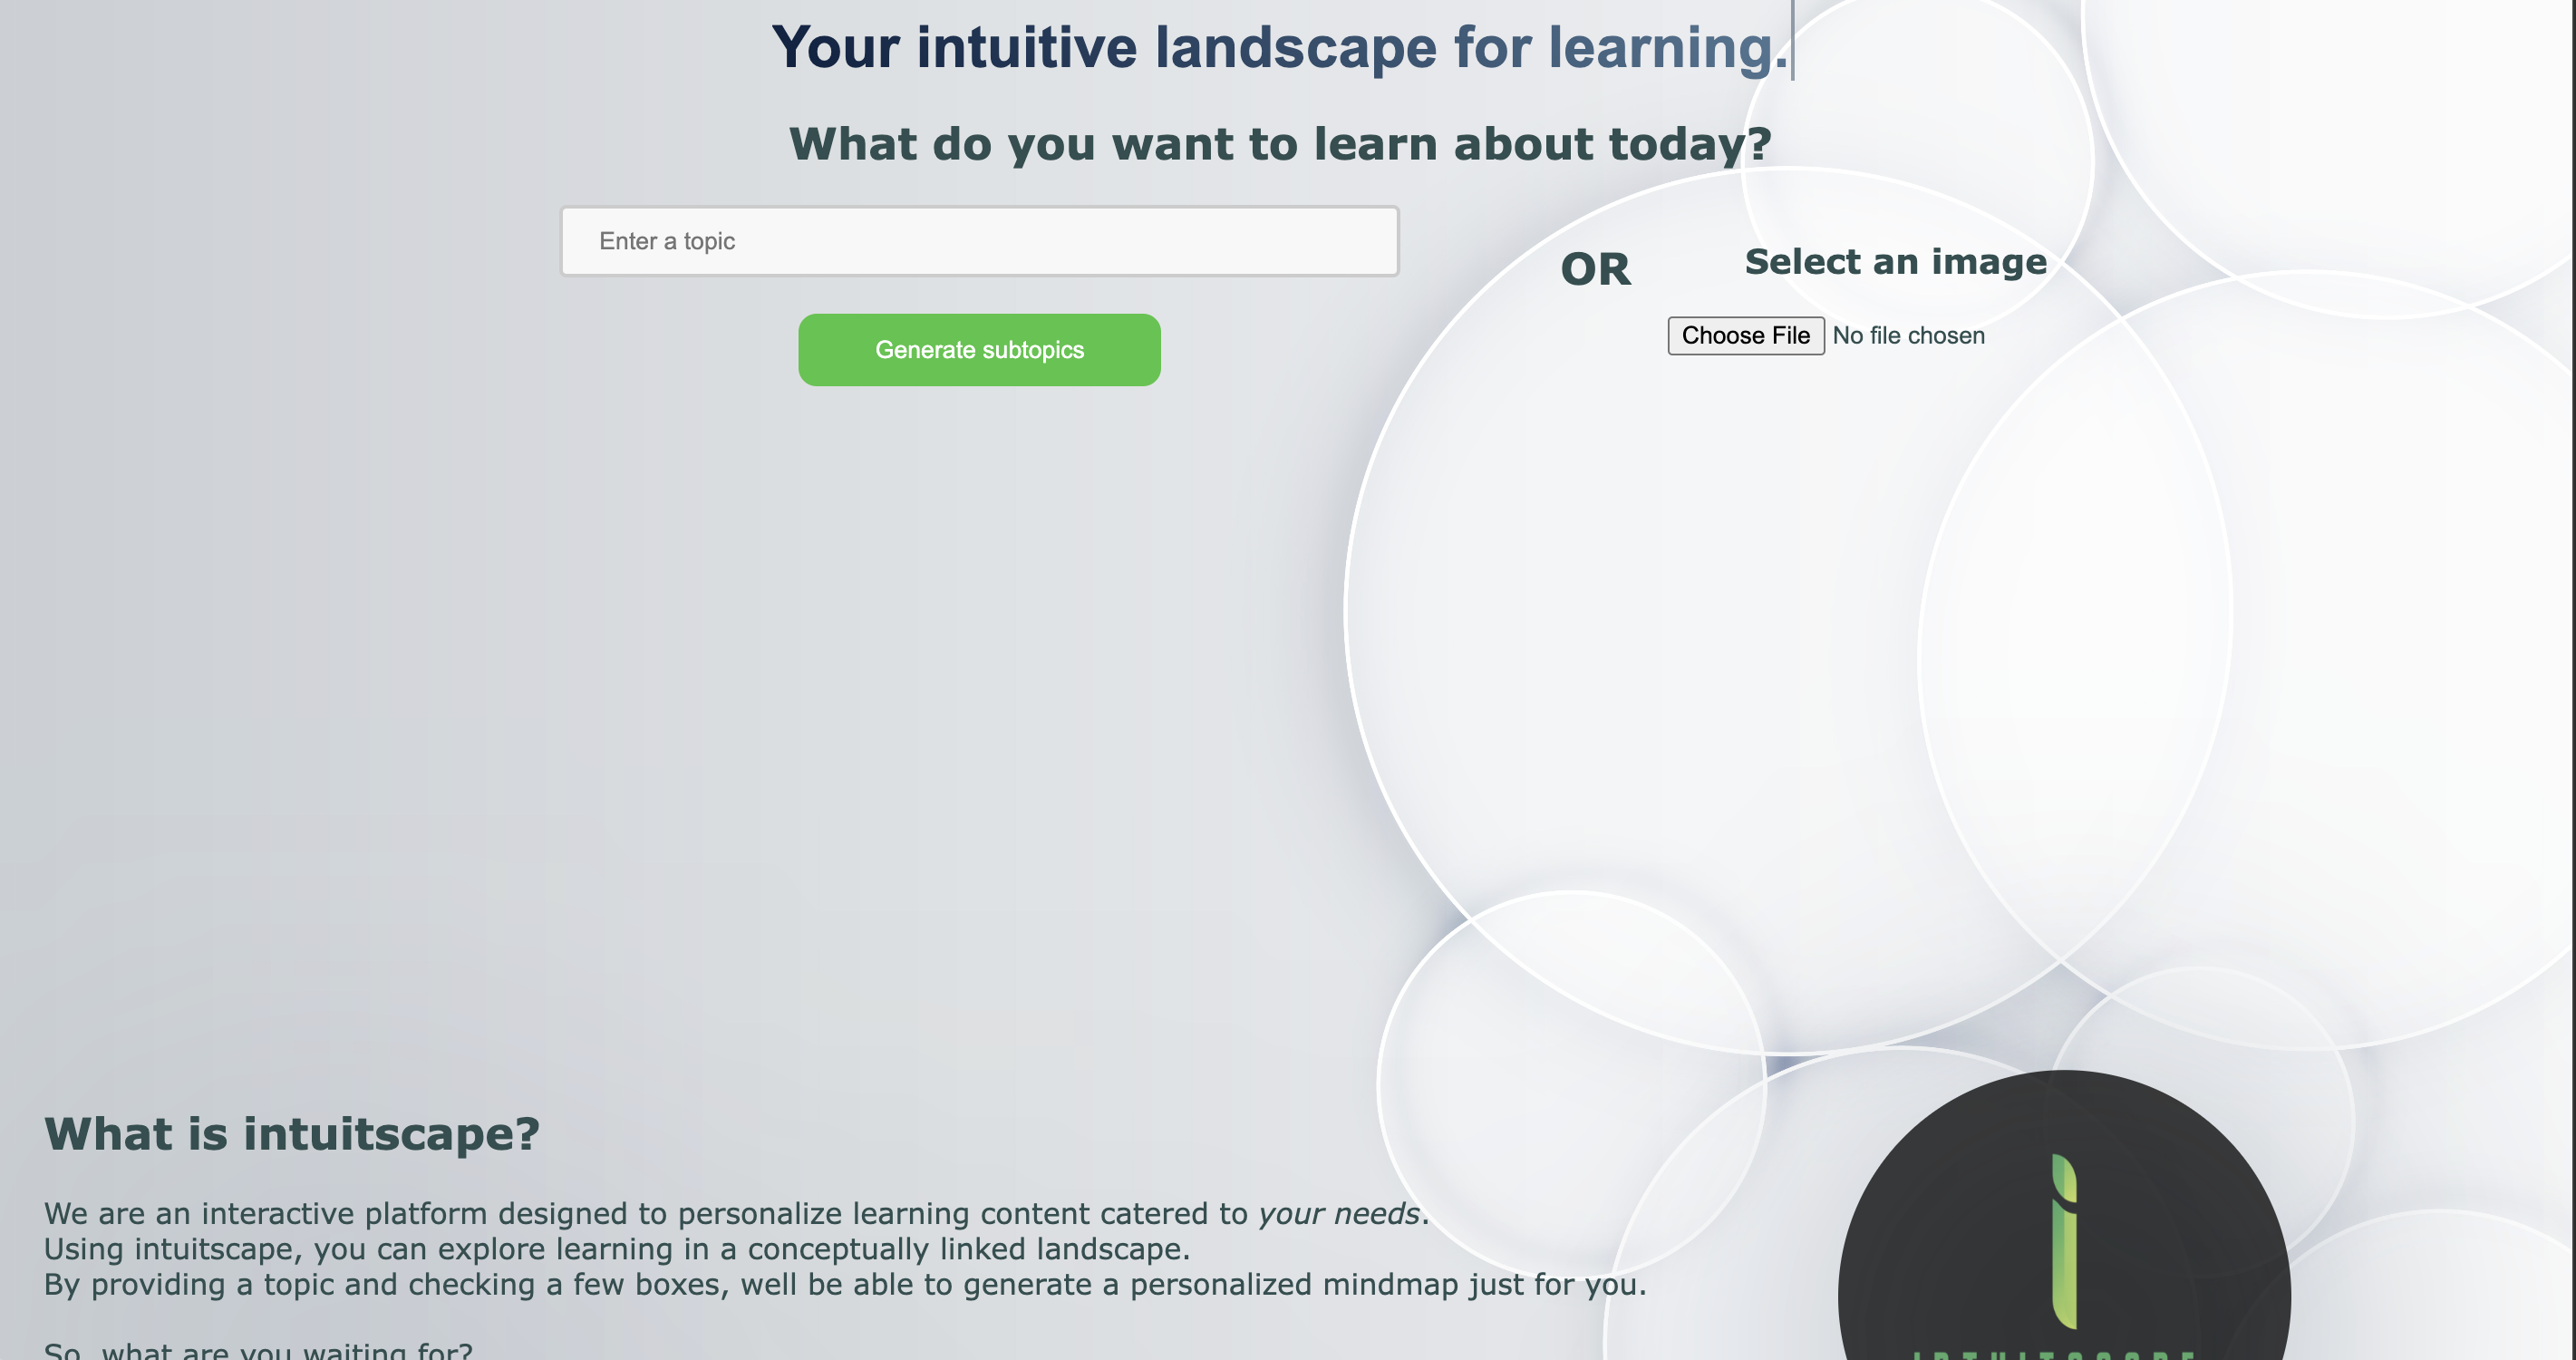 Your intuitive landscape for learning.
What do you want to learn about today?
Enter a topic
OR
Select an image
Generate subtopics
Choose File No file chosen
What is intuitscape?
We are an interactive platform designed to personalize learning content catered to your needs.
Using intuitscape, you can explore learning in a conceptually linked landscape.
By providing a topic and checking a few boxes, well be able to generate a personalized mindmap just for you.
So, what are you waiting for?